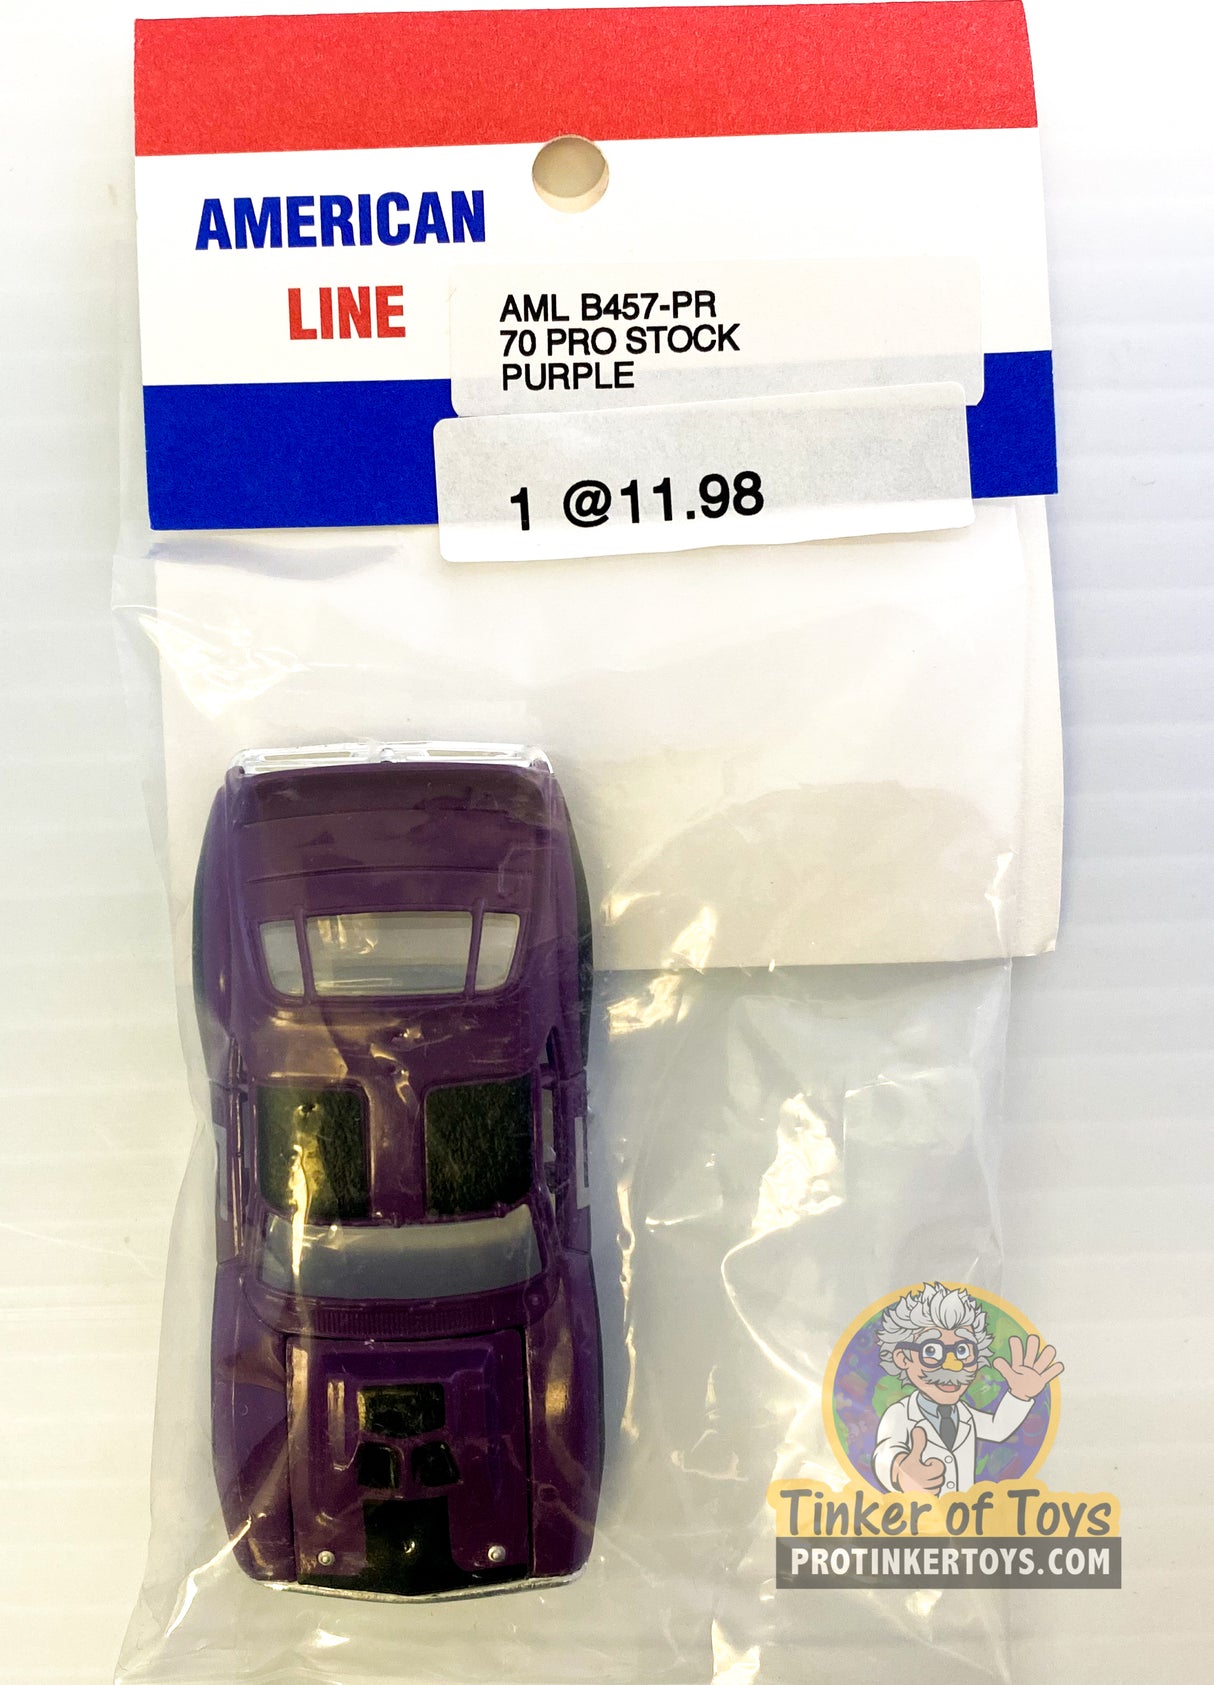 AMERICAN
LINE
AML B457-PR
70 PRO STOCK
PURPLE
1 @11.98
Tinker of Toys
PROTINKERTOYS.COM